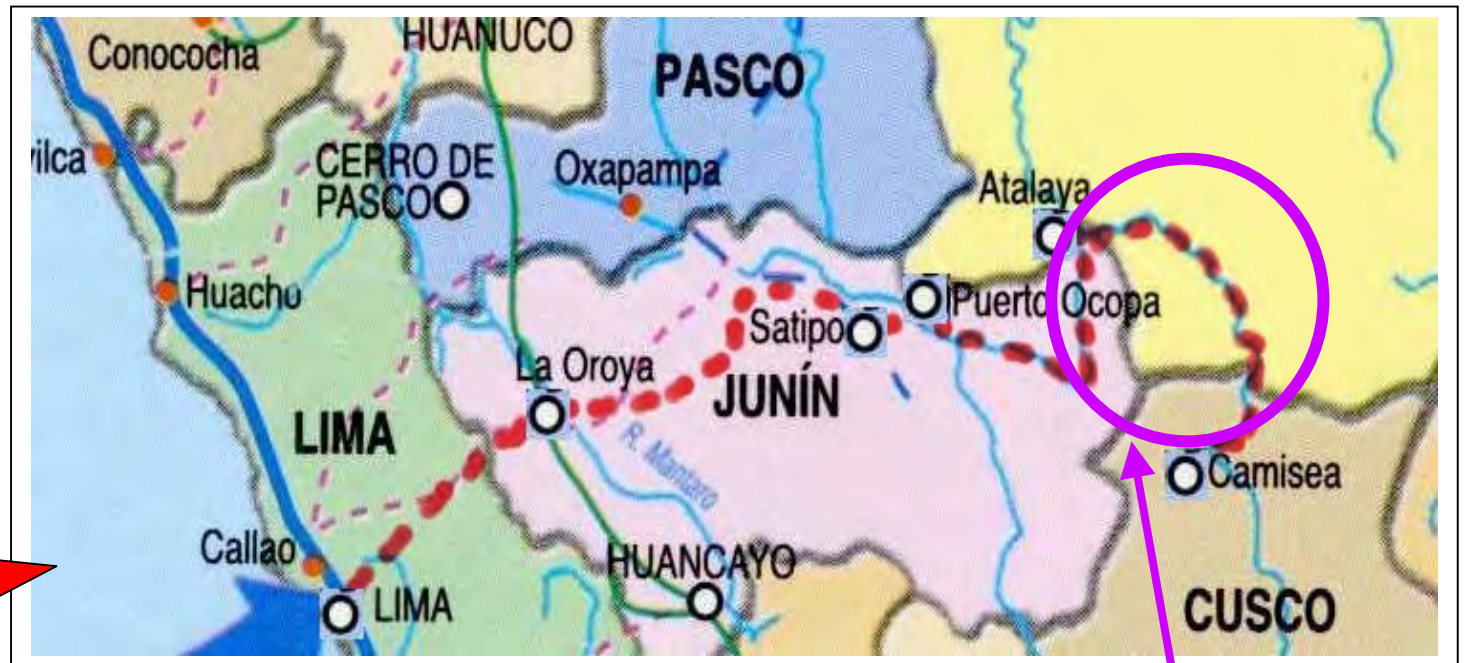 HUANUCO
Conococha
PASCO
vilca
CERRO DE
PASCO
Oxapampa
Atalaya
Huacho
Puerto Ocopa
Satipo
La Oroya
JUNÍN
LIMA
R. Mantaro
Camisea
Callao
HUANCAYO
LIMA
CUSCO